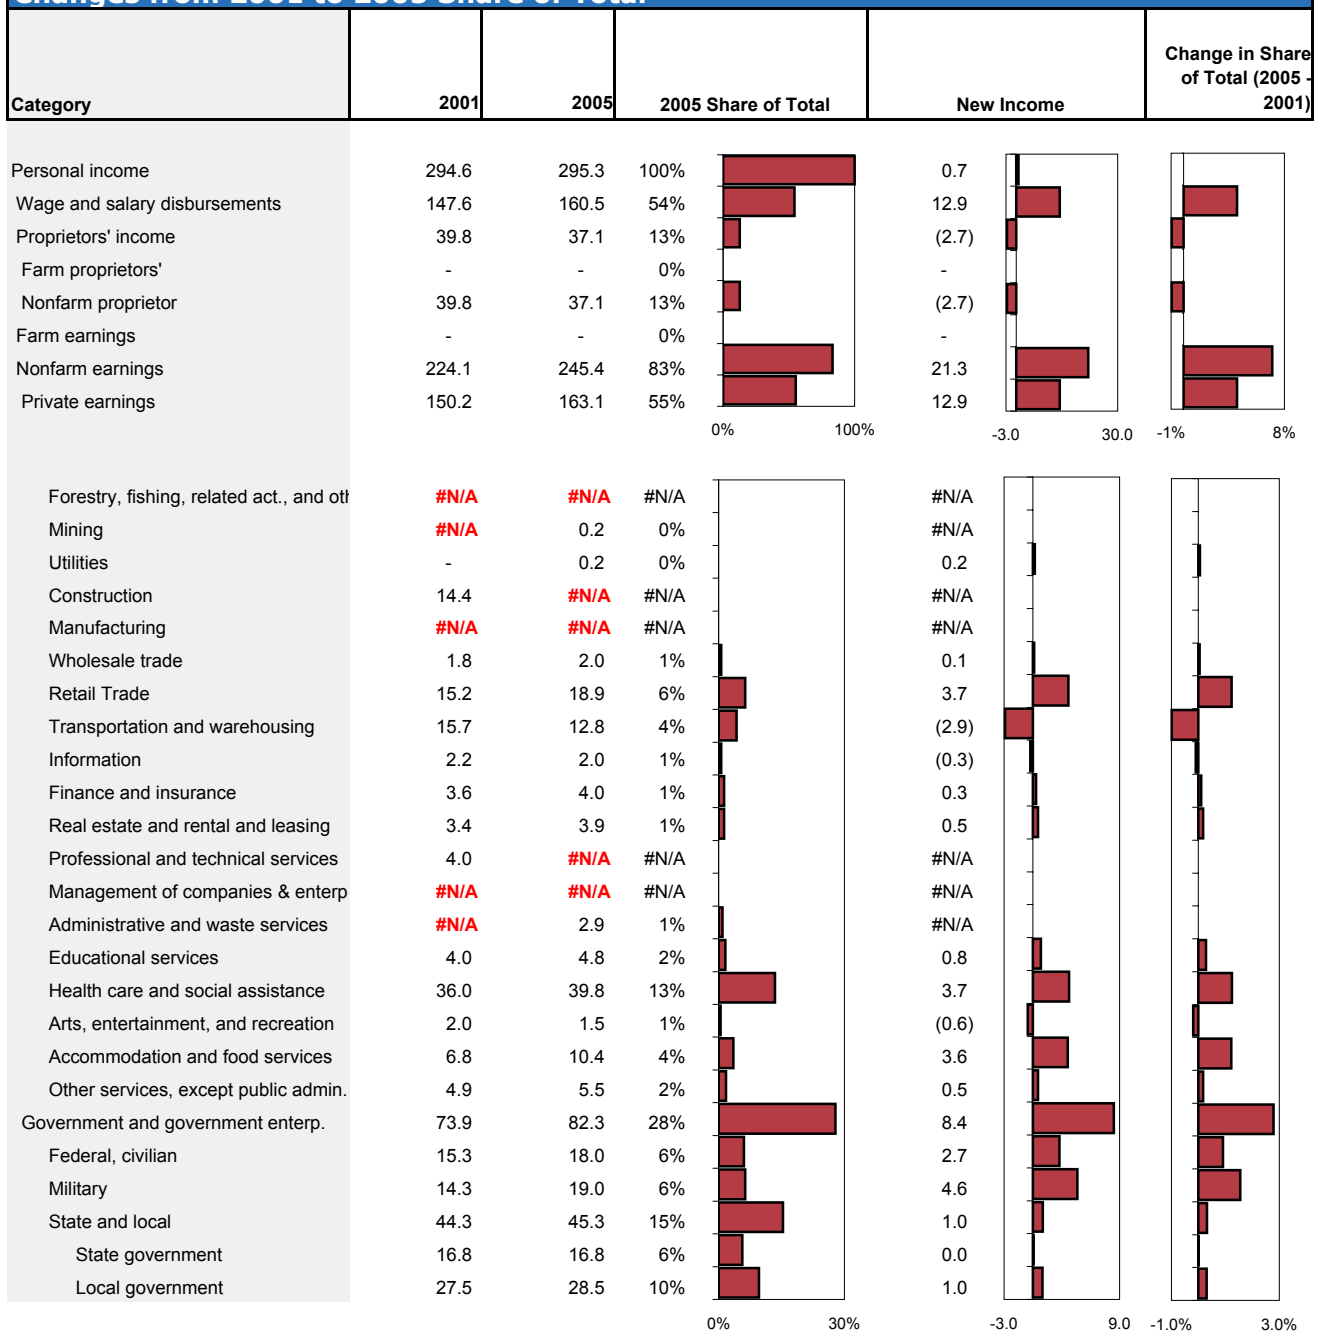 Changes from 2001 to 2005 Share of Total
Change in Share
of Total (2005 -
Category 2001 2005 2005 Share of Total New Income 2001)
Personal income 294.6 295.3 100% 0.7
Wage and salary disbursements 147.6 160.5 54% 12.9
Proprietors' income 39.8 37.1 13% (2.7)
Farm proprietors' - - 0% -
Nonfarm proprietor 39.8 37.1 13% (2.7)
Farm earnings - - 0% -
Nonfarm earnings 224.1 245.4 83% 21.3
Private earnings 150.2 163.1 55% 12.9
0% 100% -3.0 30.0 -1% 8%
Forestry, fishing, related act., and oth #N/A #N/A #N/A #N/A
Mining #N/A 0.2 0% #N/A
Utilities - 0.2 0% 0.2
Construction 14.4 #N/A #N/A #N/A
Manufacturing #N/A #N/A #N/A #N/A
Wholesale trade 1.8 2.0 1% 0.1
Retail Trade 15.2 18.9 6% 3.7
Transportation and warehousing 15.7 12.8 4% (2.9)
Information 2.2 2.0 1% (0.3)
Finance and insurance 3.6 4.0 1% 0.3
Real estate and rental and leasing 3.4 3.9 1% 0.5
Professional and technical services 4.0 #N/A #N/A #N/A
Management of companies & enterp #N/A #N/A #N/A #N/A
Administrative and waste services #N/A 2.9 1% #N/A
Educational services 4.0 4.8 2% 0.8
Health care and social assistance 36.0 39.8 13% 3.7
Arts, entertainment, and recreation 2.0 1.5 1% (0.6)
Accommodation and food services 6.8 10.4 4% 3.6
Other services, except public admin. 4.9 5.5 2% 0.5
Government and government enterp. 73.9 82.3 28% 8.4
Federal, civilian 15.3 18.0 6% 2.7
Military 14.3 19.0 6% 4.6
State and local 44.3 45.3 15% 1.0
State government 16.8 16.8 6% 0.0
Local government 27.5 28.5 10% 1.0
0% 30% -3.0 9.0 -1.0% 3.0%